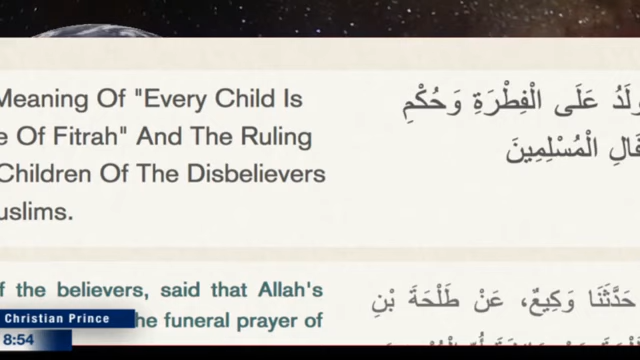 Meaning Of "Every Child Is
وَلَدُ عَلَى الْفِطْرَةِ وَحُكْمِ
e Of Fitrah" And The Ruling
Children Of The Disbelievers
الْمُسْلِمِينَ
uslims.
f the believers, said that Allah's
حَدَّثَنَا وَكِيعٌ، عَنْ طَلْحَةَ بْنِ
Christian Prince
he funeral prayer of
8:54